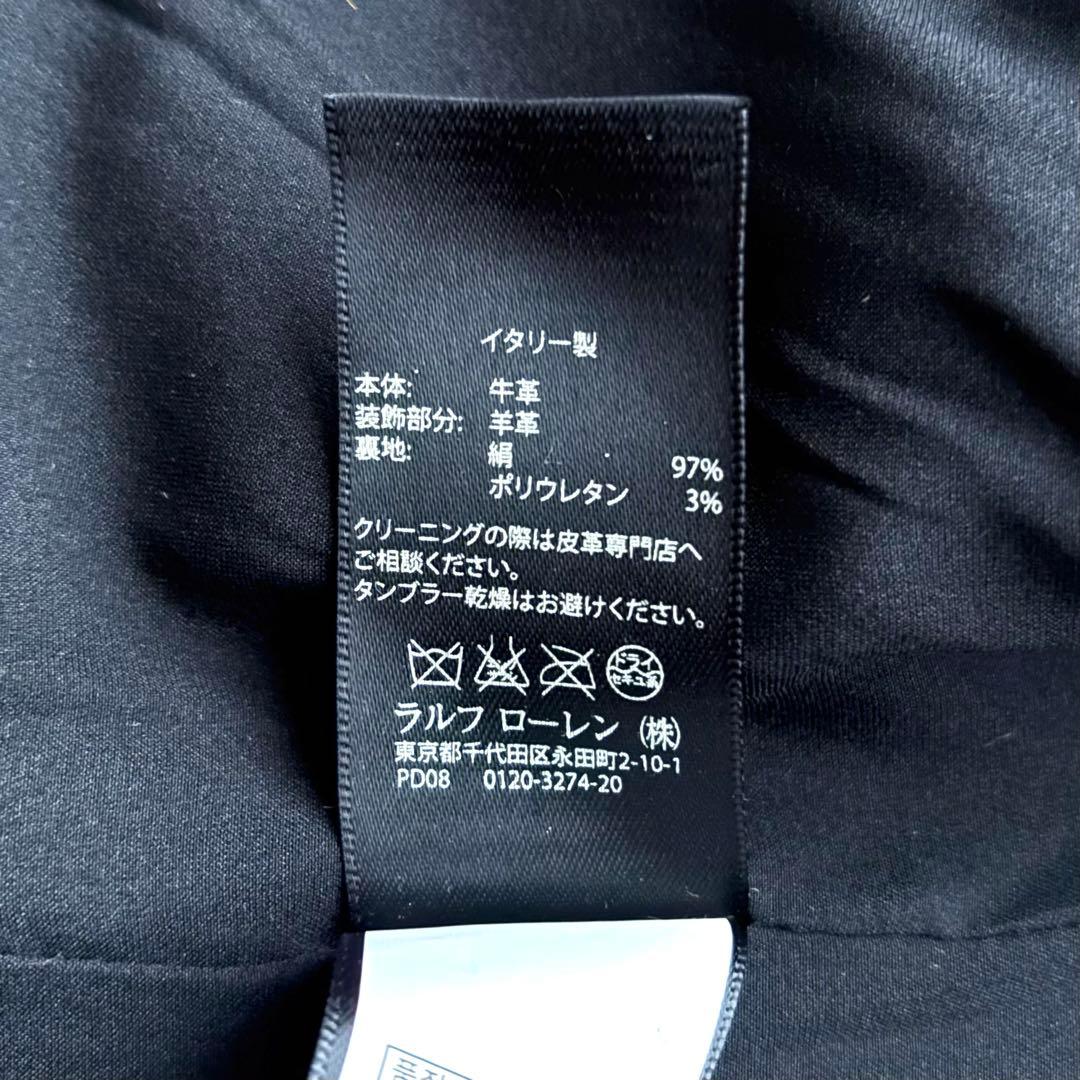 イタリー製
本体: 牛革
装飾部分: 羊革
裏地: 絹 97%
ポリウレタン 3%
クリーニングの際は皮革専門店へ
ご相談ください。
タンブラー乾燥はお避けください。
ドライ
セキユ系
ラルフ ローレン (株)
東京都千代田区永田町2-10-1
PD08 0120-3274-20